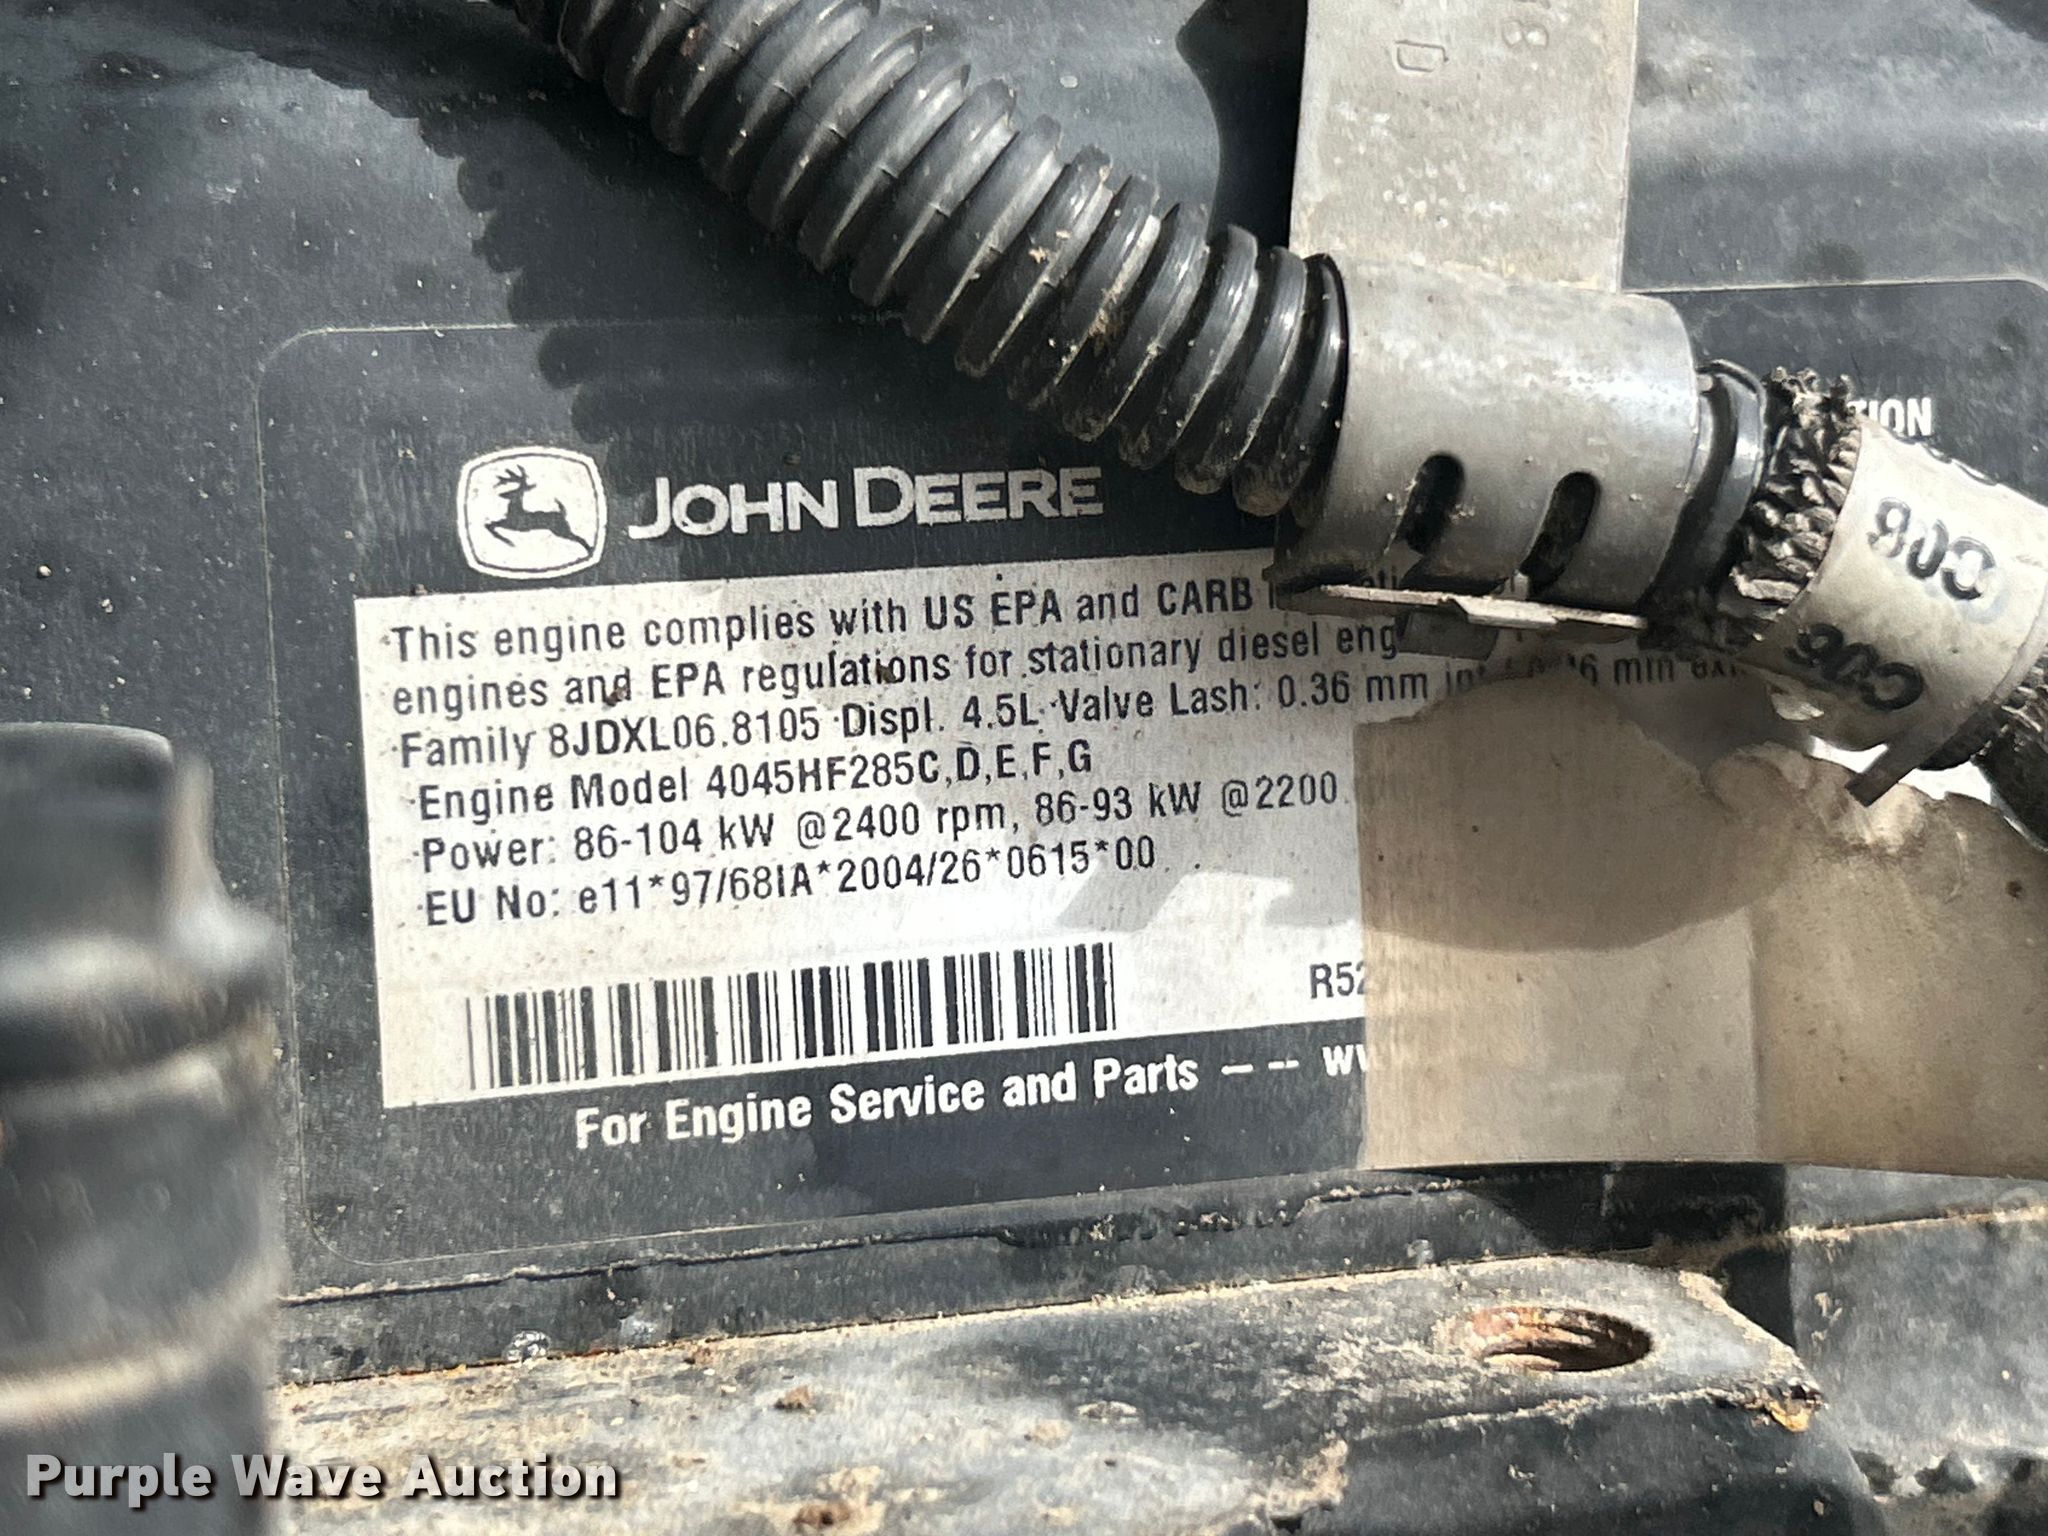 JOHN DEERE
This engine complies with US EPA and CARB
engines and EPA regulations for stationary diesel eng
Family 8JDXL06.8105 Displ. 4.5L Valve Lash: 0.36 mm
Engine Model 4045HF285C,D,E,F,G
Power: 86-104 kW @2400 rpm, 86-93 kW @2200
EU No: e11*97/68IA*2004/26*0615*00
R52
For Engine Service and Parts – --
TION
C08
C06
Purple Wave Auction